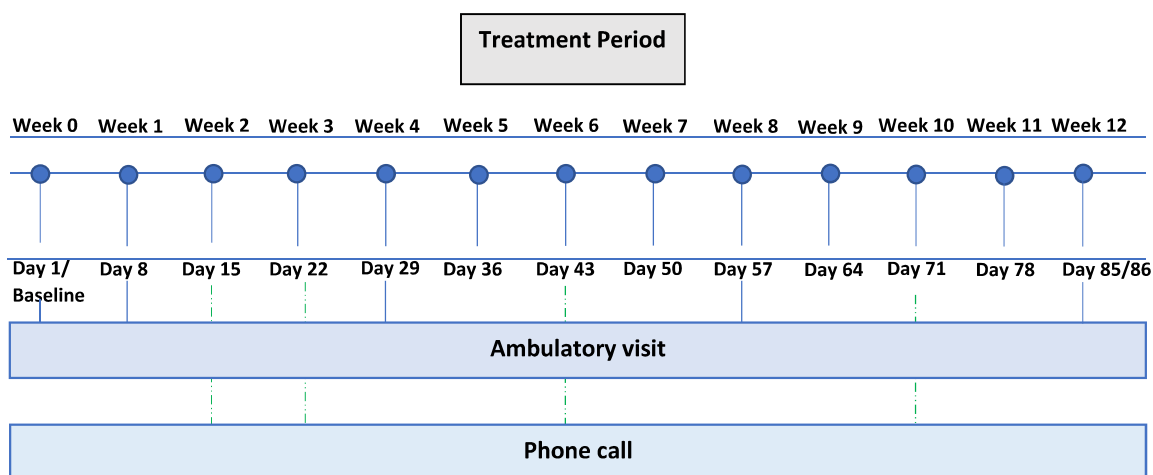 Treatment Period
Week 0 Week 1 Week 2 Week 3 Week 4 Week 5 Week 6 Week 7 Week 8 Week 9 Week 10 Week 11 Week 12
Day 1/ Day 8 Day 15 Day 22 Day 29 Day 36 Day 43 Day 50 Day 57 Day 64 Day 71 Day 78 Day 85/86
Baseline
Ambulatory visit
Phone call